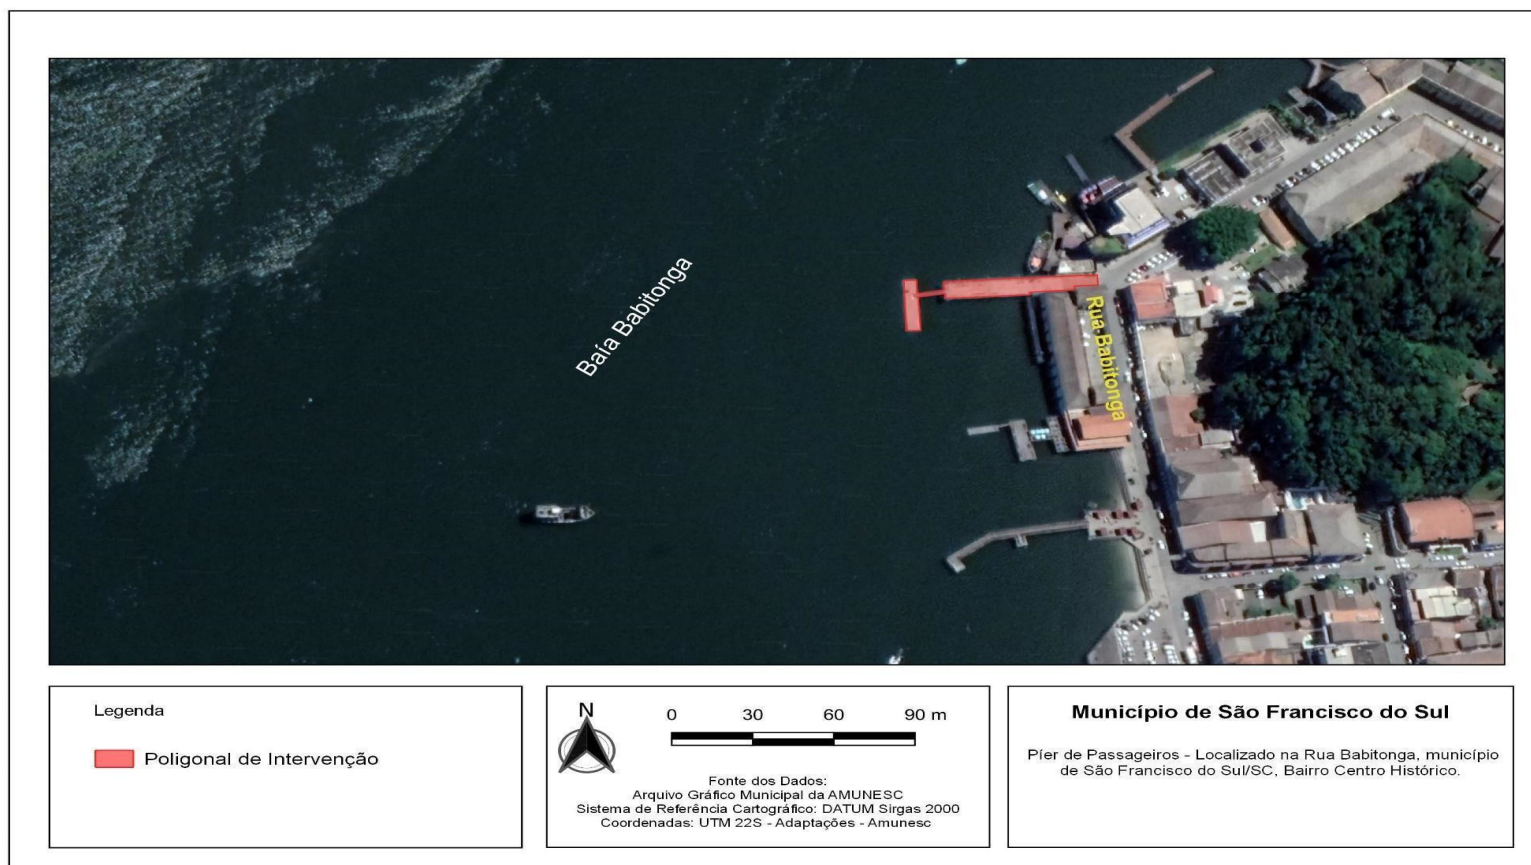 Baía Babitonga
Rua Babitonga
Legenda
Poligonal de Intervenção
N
0 30 60 90 m
Fonte dos Dados:
Arquivo Gráfico Municipal da AMUNESC
Sistema de Referência Cartográfico: DATUM Sirgas 2000
Coordenadas: UTM 22S - Adaptações - Amunesc
Município de São Francisco do Sul
Píer de Passageiros - Localizado na Rua Babitonga, município
de São Francisco do Sul/SC, Bairro Centro Histórico.